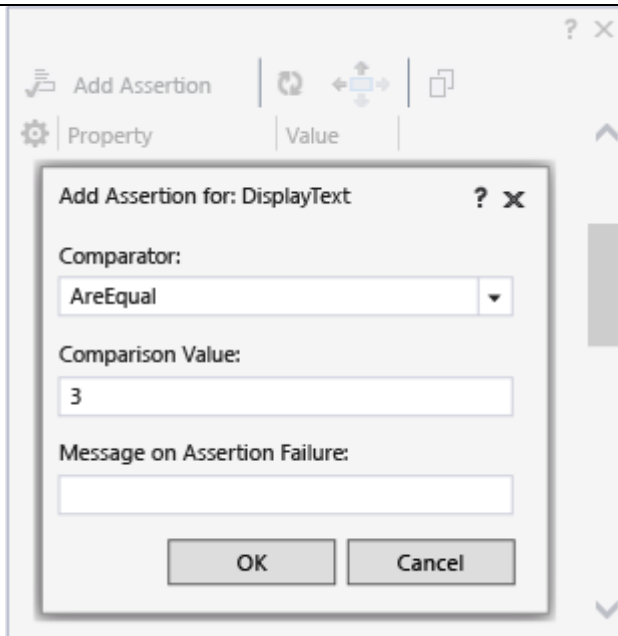 ? ×
Add Assertion
Property Value
Add Assertion for: DisplayText ? x
Comparator:
AreEqual
Comparison Value:
3
Message on Assertion Failure:
OK Cancel